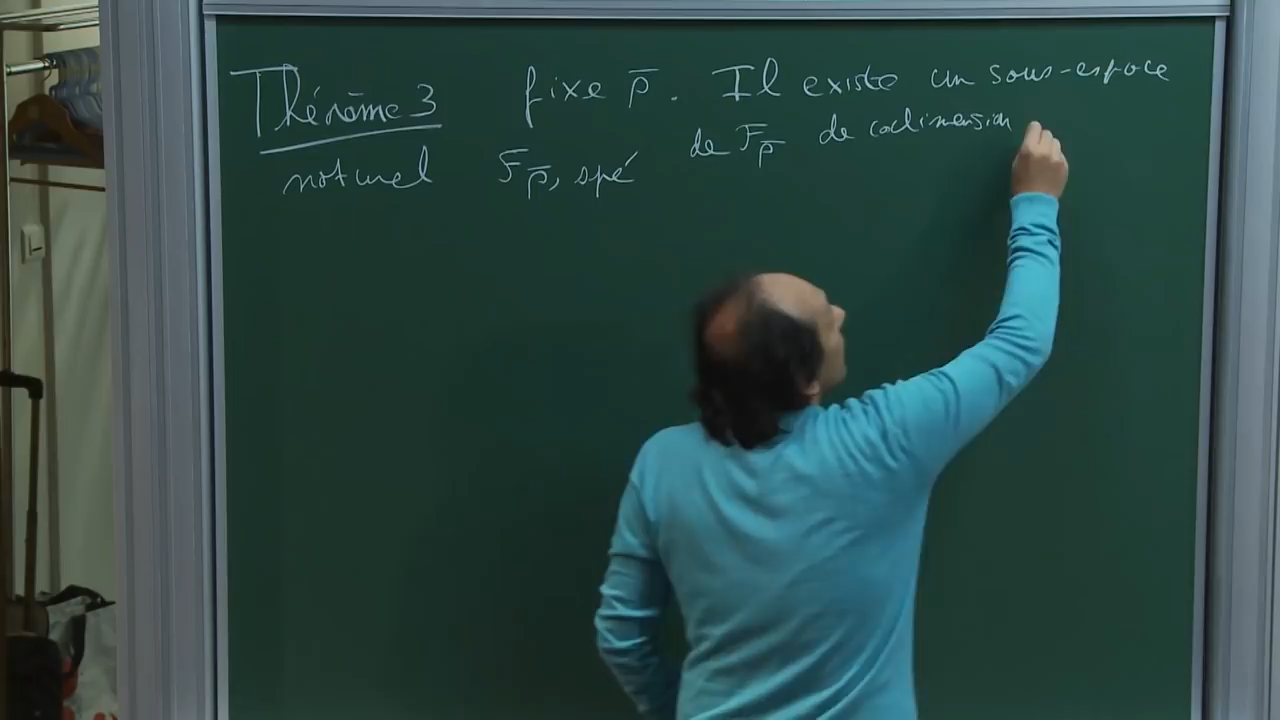 Théorème 3 fixe p̄. Il existe un sous-espace
naturel F_p̄, spé de F_p̄ de codimension